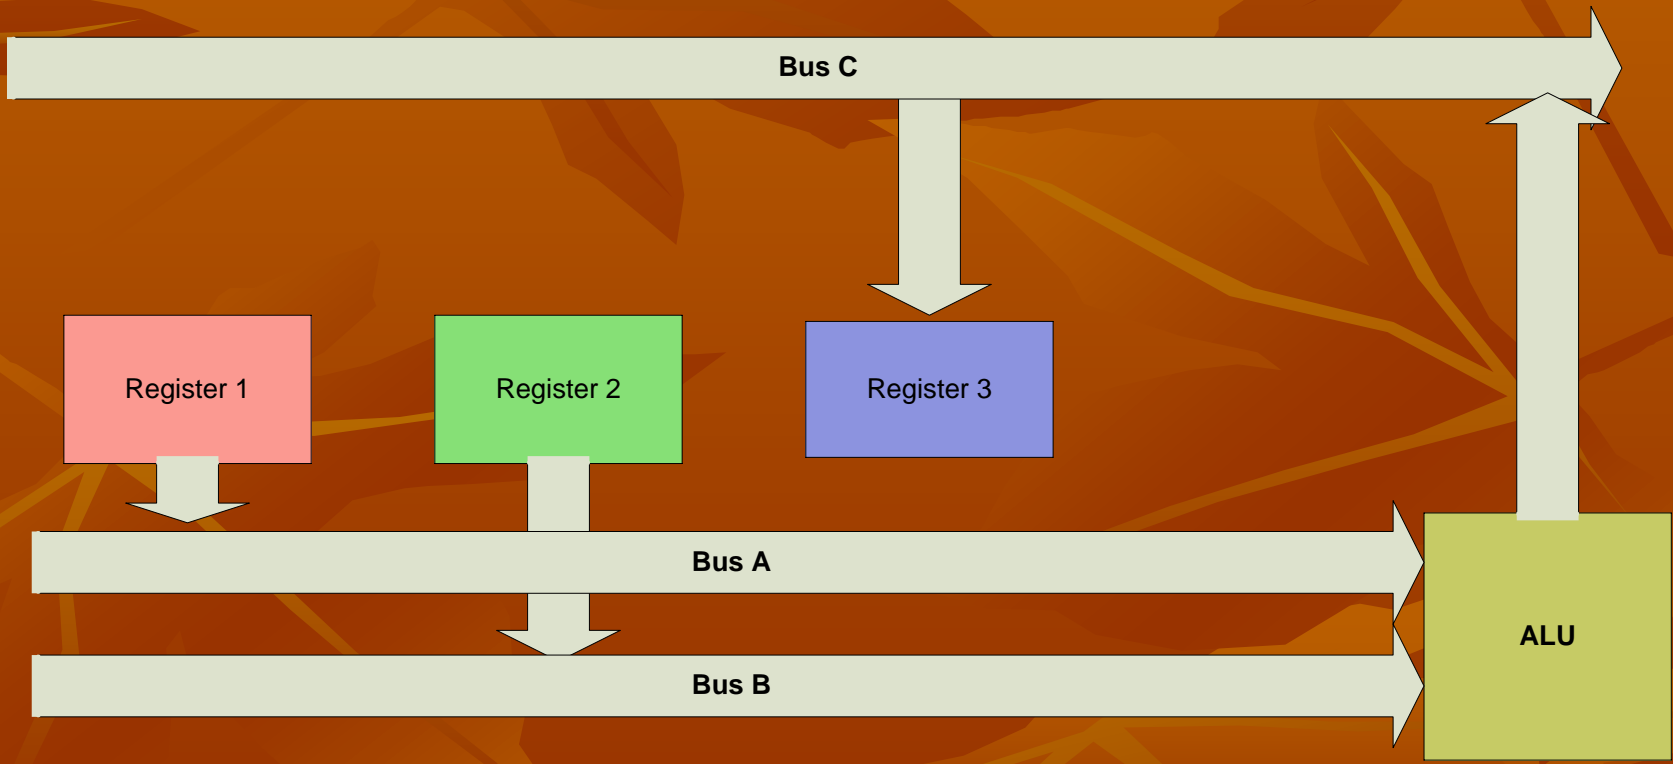 Bus C
Register 1
Register 2
Register 3
Bus A
ALU
Bus B